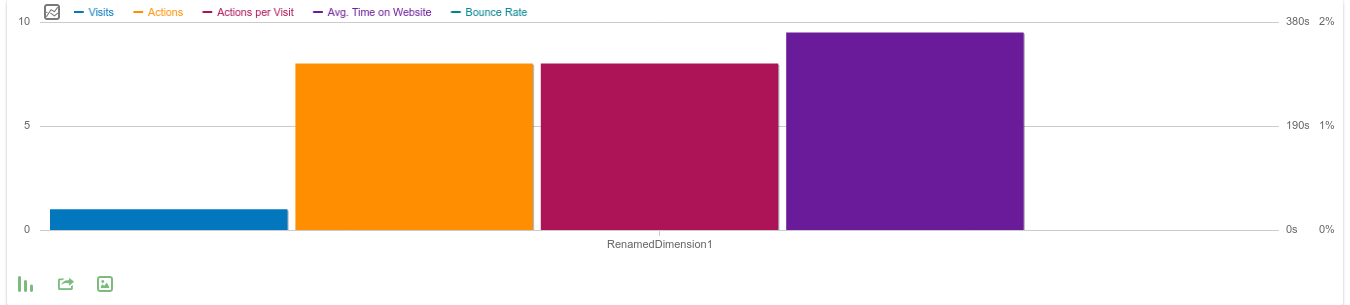 Visits Actions Actions per Visit Avg. Time on Website Bounce Rate
10 380s 2%
5 190s 1%
0 0s 0%
RenamedDimension1